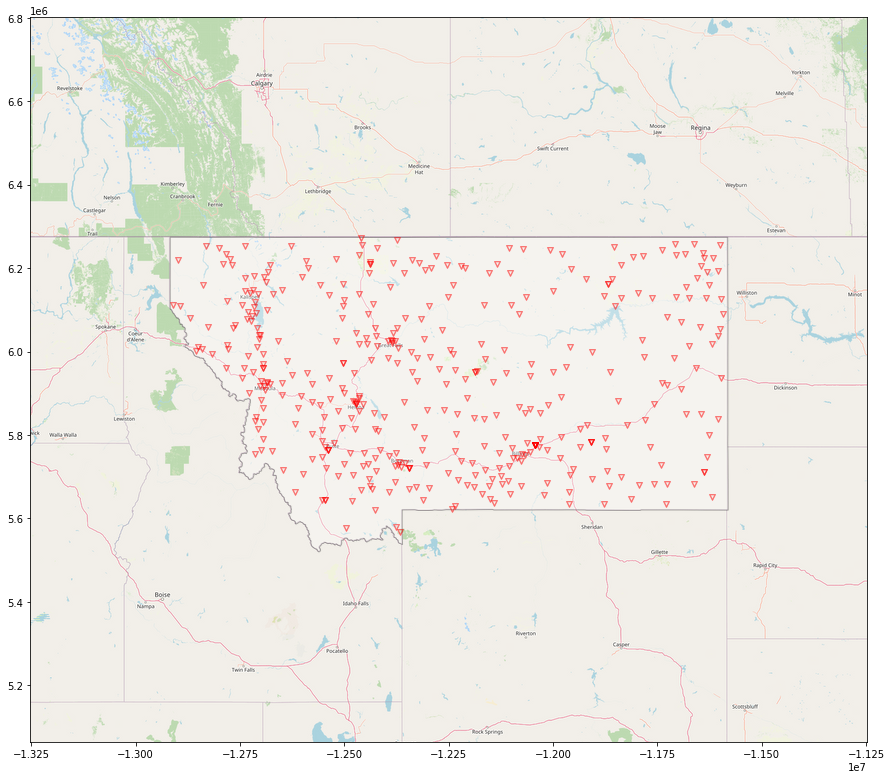 1e6
6.8
6.6
6.4
6.2
6.0
5.8
5.6
5.4
5.2
Airdrie
Calgary
Revelstoke
Yorkton
Melville
Brooks
Moose
Jaw
Regina
Swift Current
Medicine
Hat
Kimberley
Cranbrook
Lethbridge
Weyburn
Nelson
Castlegar
Fernie
Trail
Estevan
Williston
Minot
Spokane
Coeur
d'Alene
Dickinson
Lewiston
Walla Walla
Sheridan
Gillette
Rapid City
Boise
Nampa
Idaho Falls
Riverton
Casper
Pocatello
Twin Falls
Scottsbluff
Rock Springs
−1.325
−1.300
−1.275
−1.250
−1.225
−1.200
−1.175
−1.150
−1.125
1e7